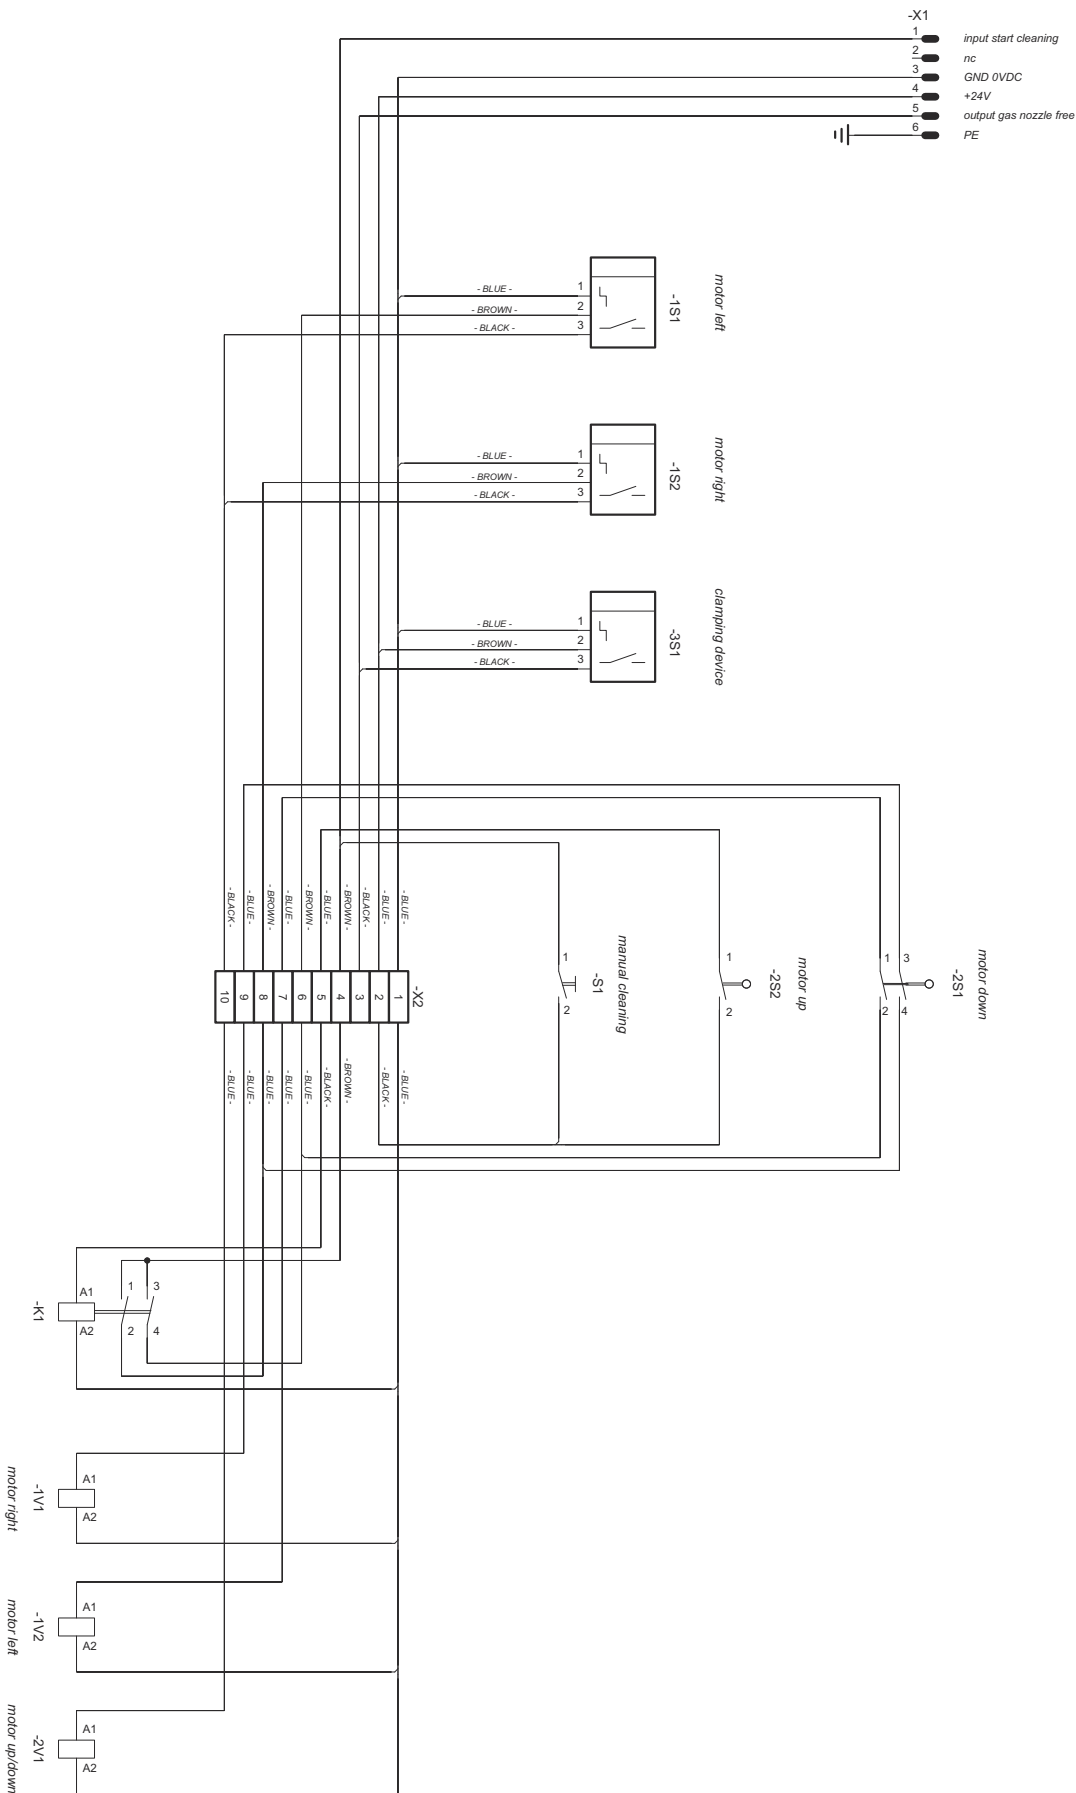 -X1
1 input start cleaning
2 nc
3 GND 0VDC
4 +24V
5 output gas nozzle free
6 PE
- BLUE - 1
- BROWN - 2
- BLACK - 3
-1S1
motor left
- BLUE - 1
- BROWN - 2
- BLACK - 3
-1S2
motor right
- BLUE - 1
- BROWN - 2
- BLACK - 3
-3S1
clamping device
- BLACK -
- BLUE -
- BROWN -
- BLUE -
- BROWN -
- BLUE -
- BROWN -
- BLACK -
- BLUE -
- BLUE -
10 9 8 7 6 5 4 3 2 1
-X2
- BLUE -
- BLUE -
- BLUE -
- BLUE -
- BLUE -
- BLACK -
- BROWN -
- BLACK -
- BLUE -
1
2
-S1
manual cleaning
1
2
-2S2
motor up
1 3
2 4
-2S1
motor down
A1 1 3
A2 2 4
-K1
A1
A2
-1V1
motor right
A1
A2
-1V2
motor left
A1
A2
-2V1
motor up/down